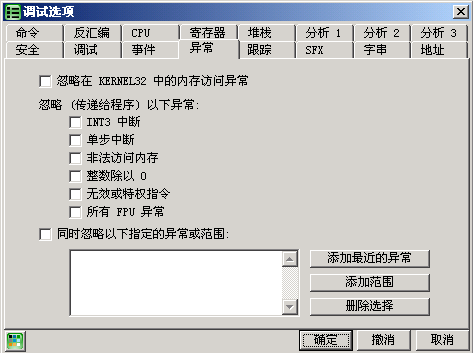 调试选项
命令 反汇编 CPU 寄存器 堆栈 分析 1 分析 2 分析 3
安全 调试 事件 异常 跟踪 SFX 字串 地址
忽略在 KERNEL32 中的内存访问异常
忽略 (传递给程序) 以下异常:
INT3 中断
单步中断
非法访问内存
整数除以 0
无效或特权指令
所有 FPU 异常
同时忽略以下指定的异常或范围:
添加最近的异常
添加范围
删除选择
确定 撤消 取消